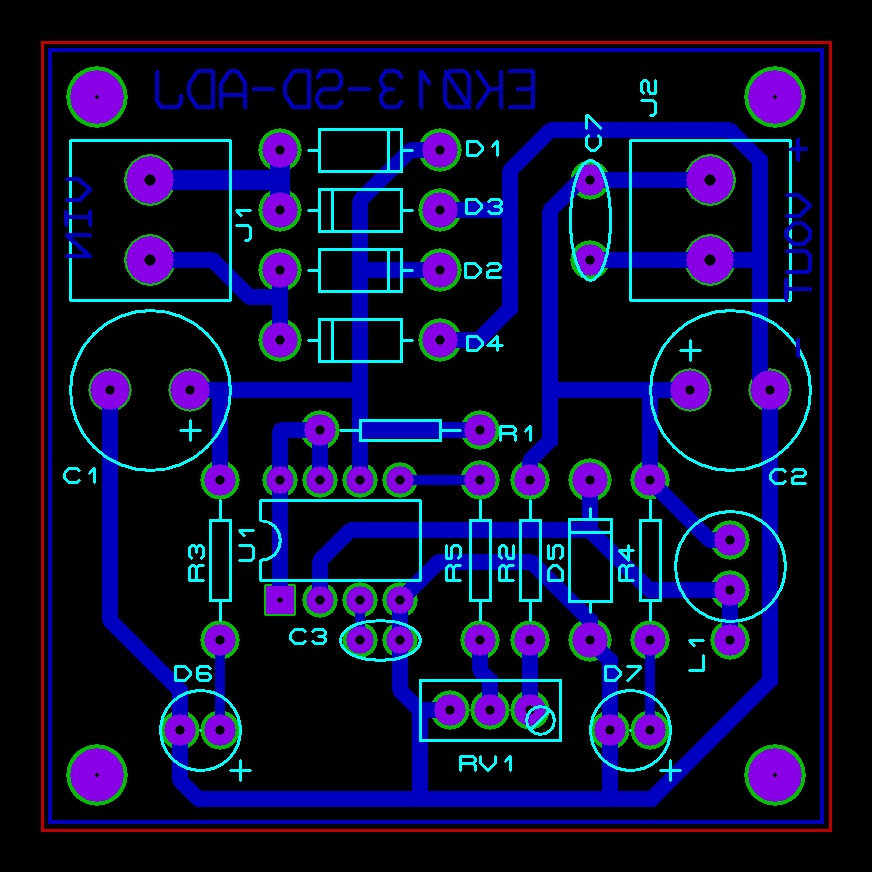 EK013-SD-ADJ
J2
C7
D1
+
VIN
J1
D3
VOUT
D2
D4
-
+
+
C1
R1
C2
R3
U1
R5
R2
D5
R4
C3
L1
D6
D7
RV1
+
+